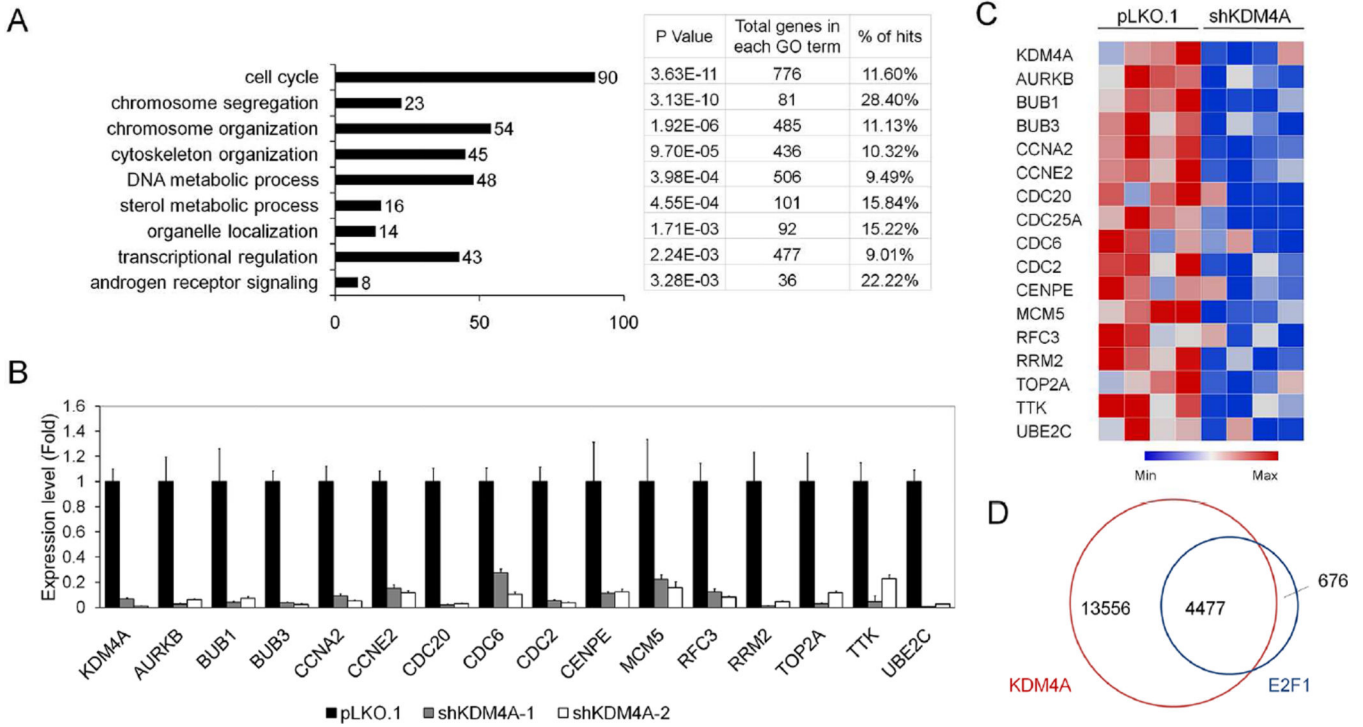 A
P Value Total genes in each GO term % of hits
cell cycle 90 3.63E-11 776 11.60%
chromosome segregation 23 3.13E-10 81 28.40%
chromosome organization 54 1.92E-06 485 11.13%
cytoskeleton organization 45 9.70E-05 436 10.32%
DNA metabolic process 48 3.98E-04 506 9.49%
sterol metabolic process 16 4.55E-04 101 15.84%
organelle localization 14 1.71E-03 92 15.22%
transcriptional regulation 43 2.24E-03 477 9.01%
androgen receptor signaling 8 3.28E-03 36 22.22%
0 50 100
B
Expression level (Fold)
1.6
1.4
1.2
1
0.8
0.6
0.4
0.2
0
KDM4A AURKB BUB1 BUB3 CCNA2 CCNE2 CDC20 CDC6 CDC2 CENPE MCM5 RFC3 RRM2 TOP2A TTK UBE2C
pLKO.1 shKDM4A-1 shKDM4A-2
C
pLKO.1 shKDM4A
KDM4A
AURKB
BUB1
BUB3
CCNA2
CCNE2
CDC20
CDC25A
CDC6
CDC2
CENPE
MCM5
RFC3
RRM2
TOP2A
TTK
UBE2C
Min Max
D
13556 4477 676
KDM4A E2F1